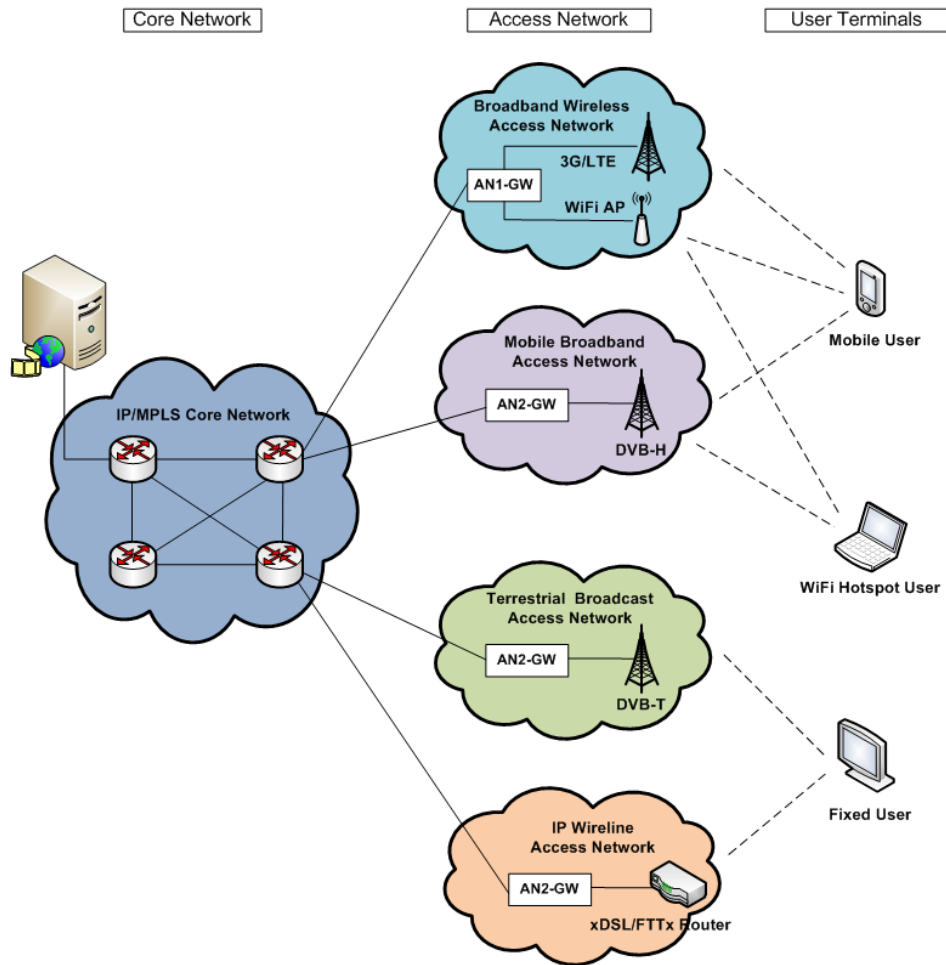 Core Network
Access Network
User Terminals
Broadband Wireless
Access Network
3G/LTE
AN1-GW
WiFi AP
Mobile User
Mobile Broadband
Access Network
AN2-GW
DVB-H
IP/MPLS Core Network
WiFi Hotspot User
Terrestrial Broadcast
Access Network
AN2-GW
DVB-T
Fixed User
IP Wireline
Access Network
AN2-GW
xDSL/FTTx Router